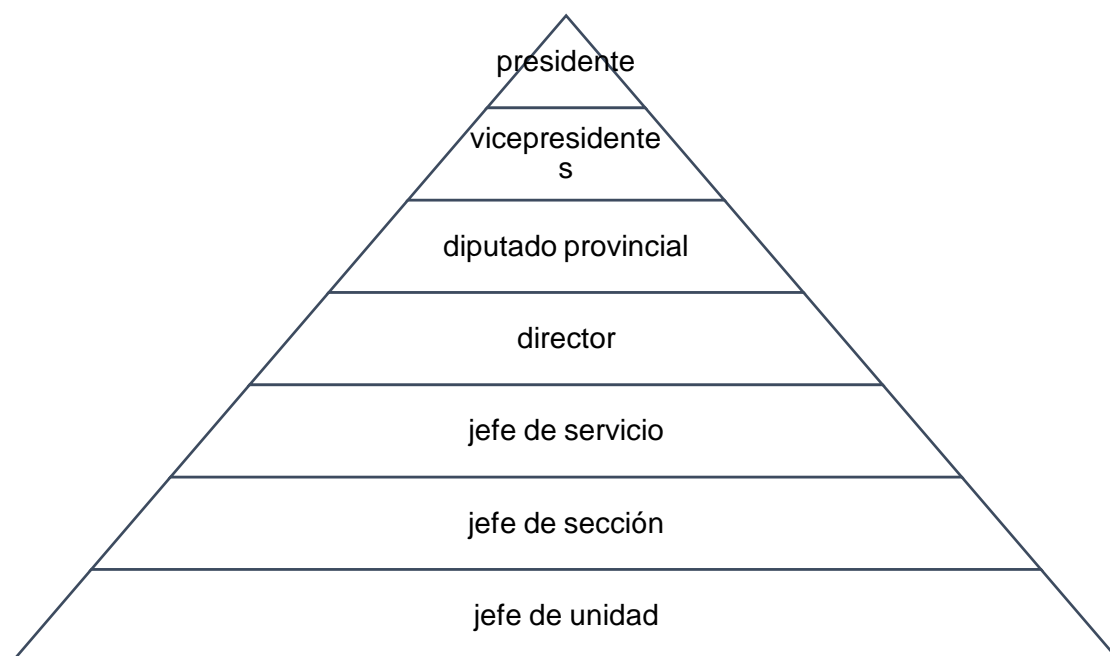 presidente
vicepresidente
s
diputado provincial
director
jefe de servicio
jefe de sección
jefe de unidad